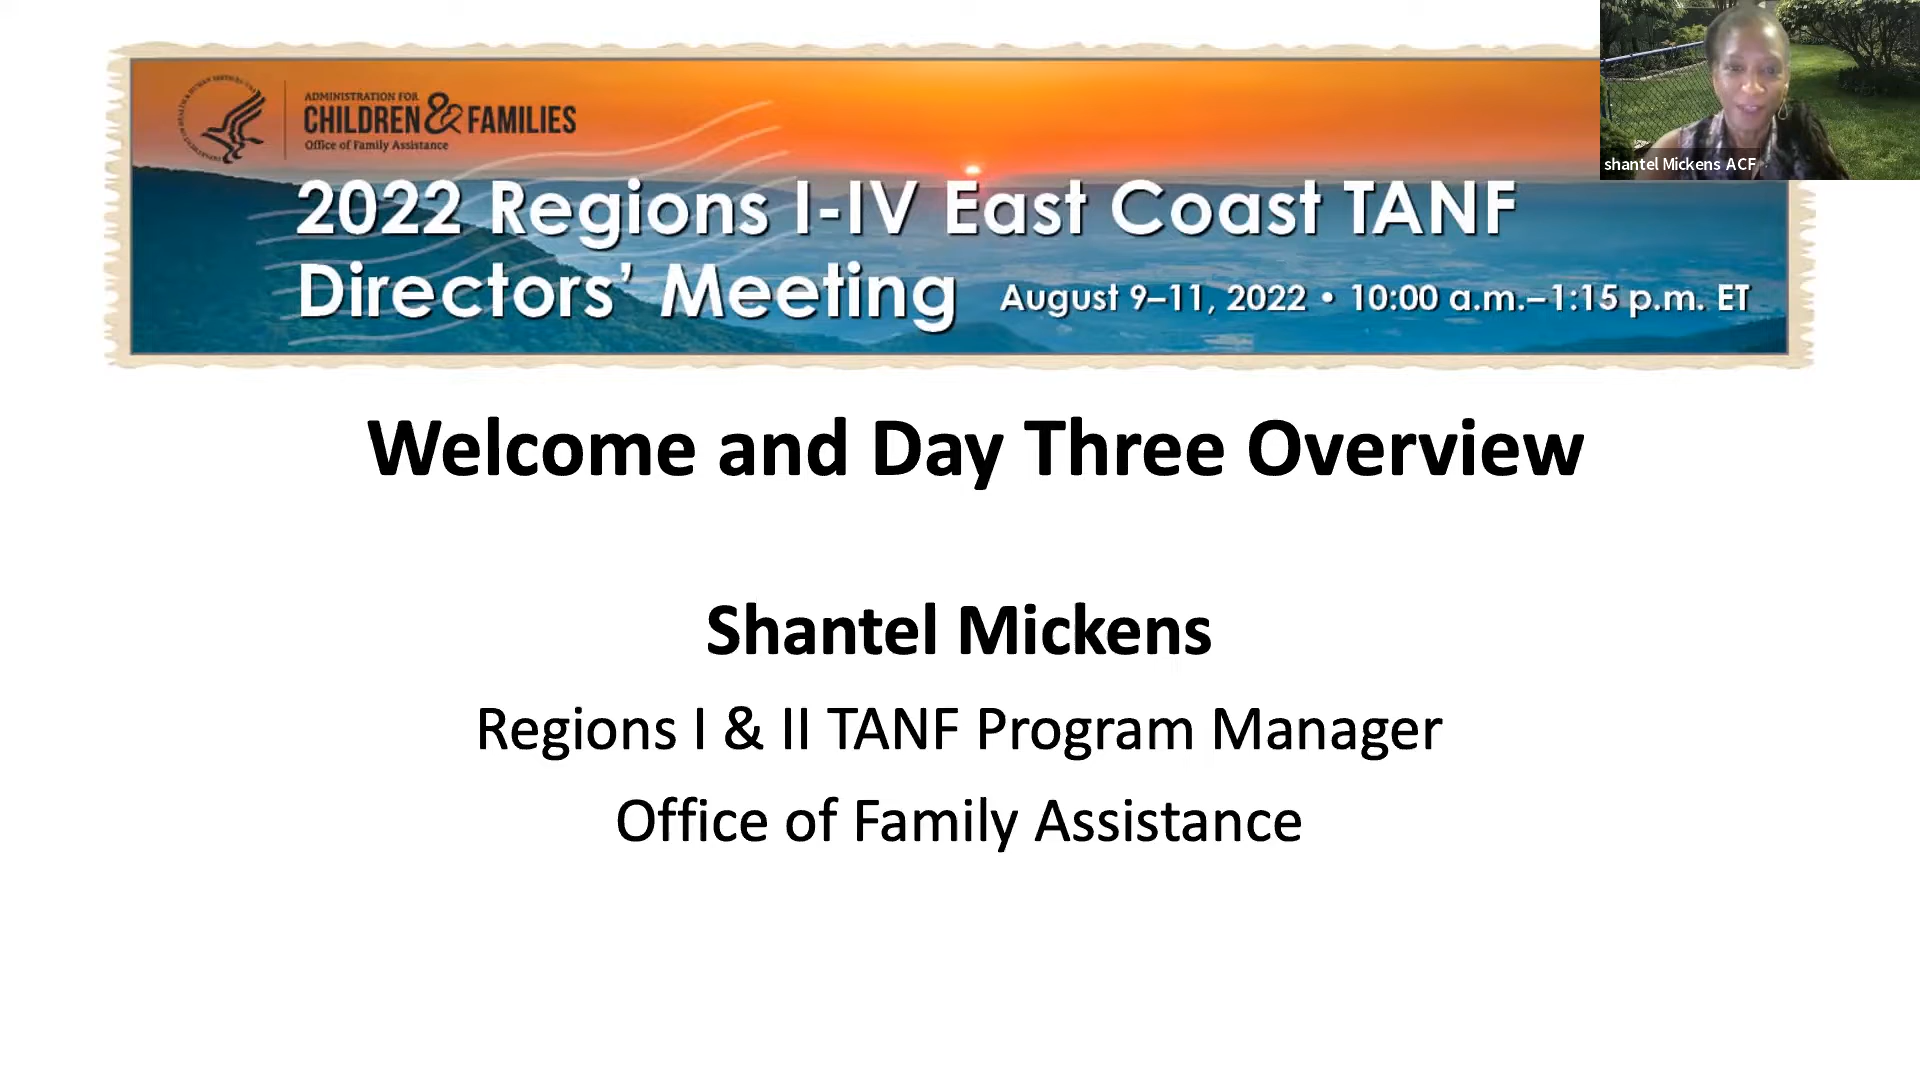 ADMINISTRATION FOR
CHILDREN & FAMILIES
Office of Family Assistance
shantel Mickens ACF
2022 Regions I-IV East Coast TANF
Directors’ Meeting August 9–11, 2022 • 10:00 a.m.–1:15 p.m. ET
Welcome and Day Three Overview
Shantel Mickens
Regions I & II TANF Program Manager
Office of Family Assistance